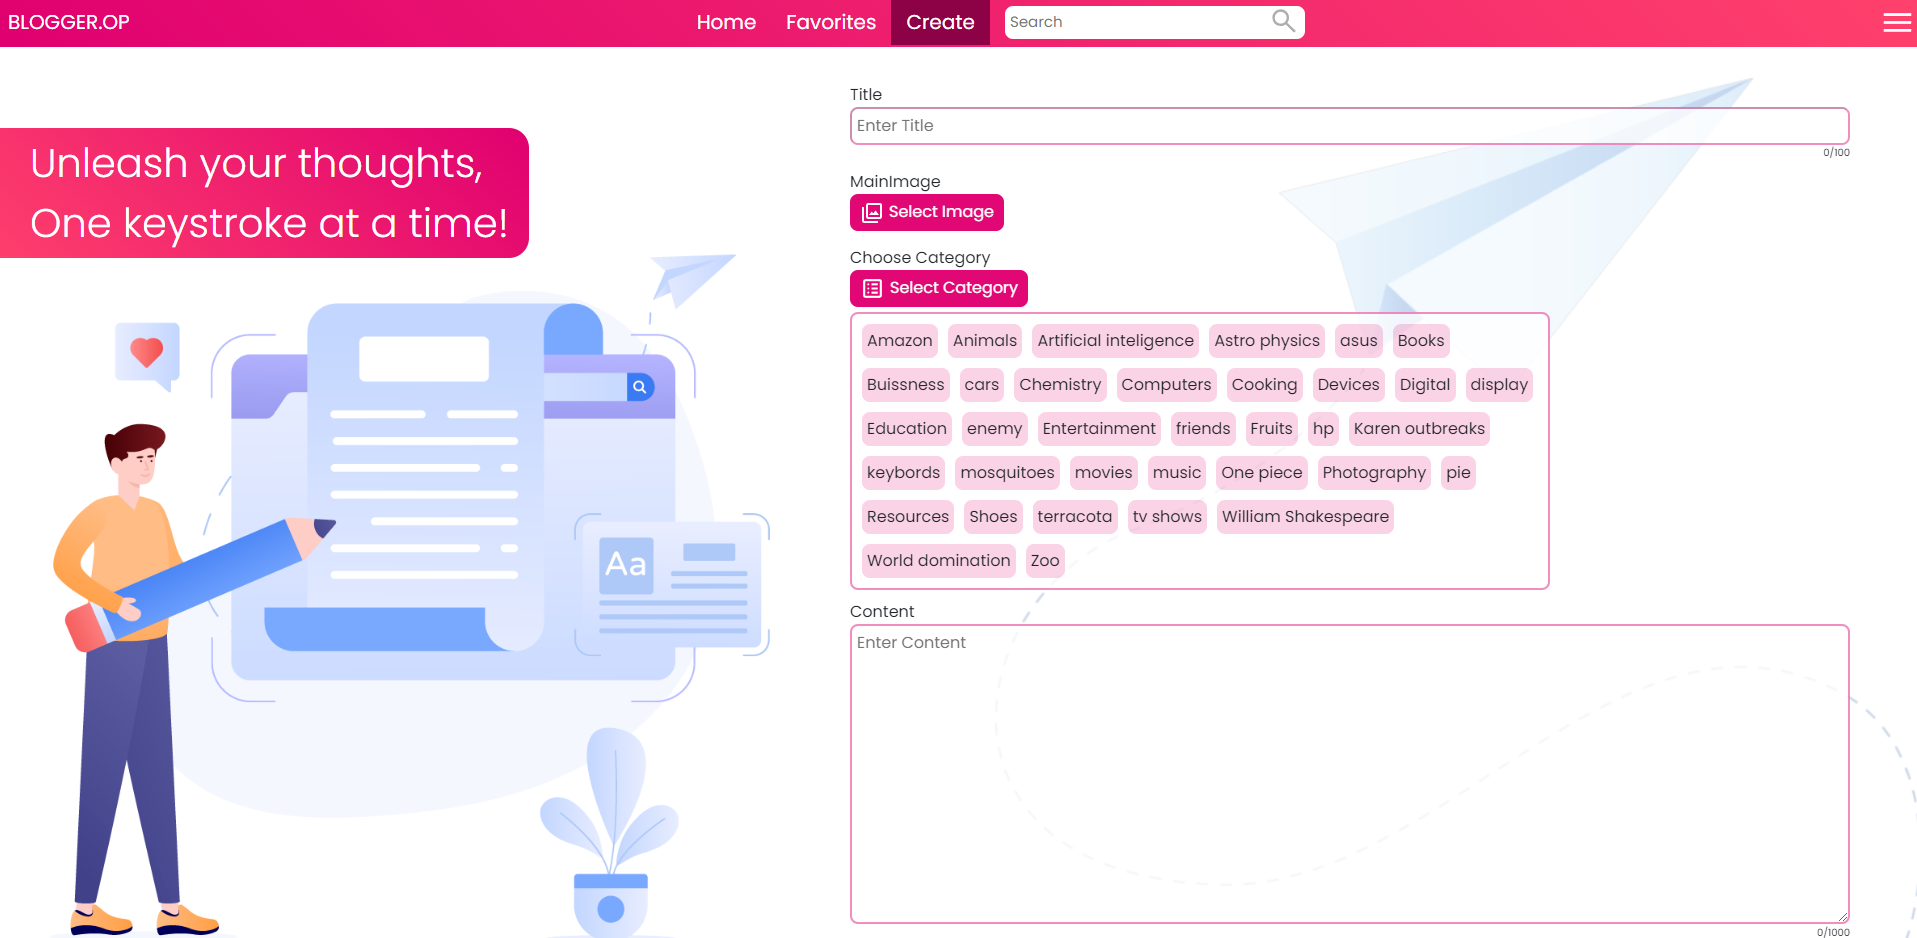 BLOGGER.OP
Home Favorites Create Search
Unleash your thoughts,
One keystroke at a time!
Aa
Title
Enter Title
0/100
MainImage
Select Image
Choose Category
Select Category
Amazon Animals Artificial inteligence Astro physics asus Books
Buissness cars Chemistry Computers Cooking Devices Digital display
Education enemy Entertainment friends Fruits hp Karen outbreaks
keybords mosquitoes movies music One piece Photography pie
Resources Shoes terracota tv shows William Shakespeare
World domination Zoo
Content
Enter Content
0/1000